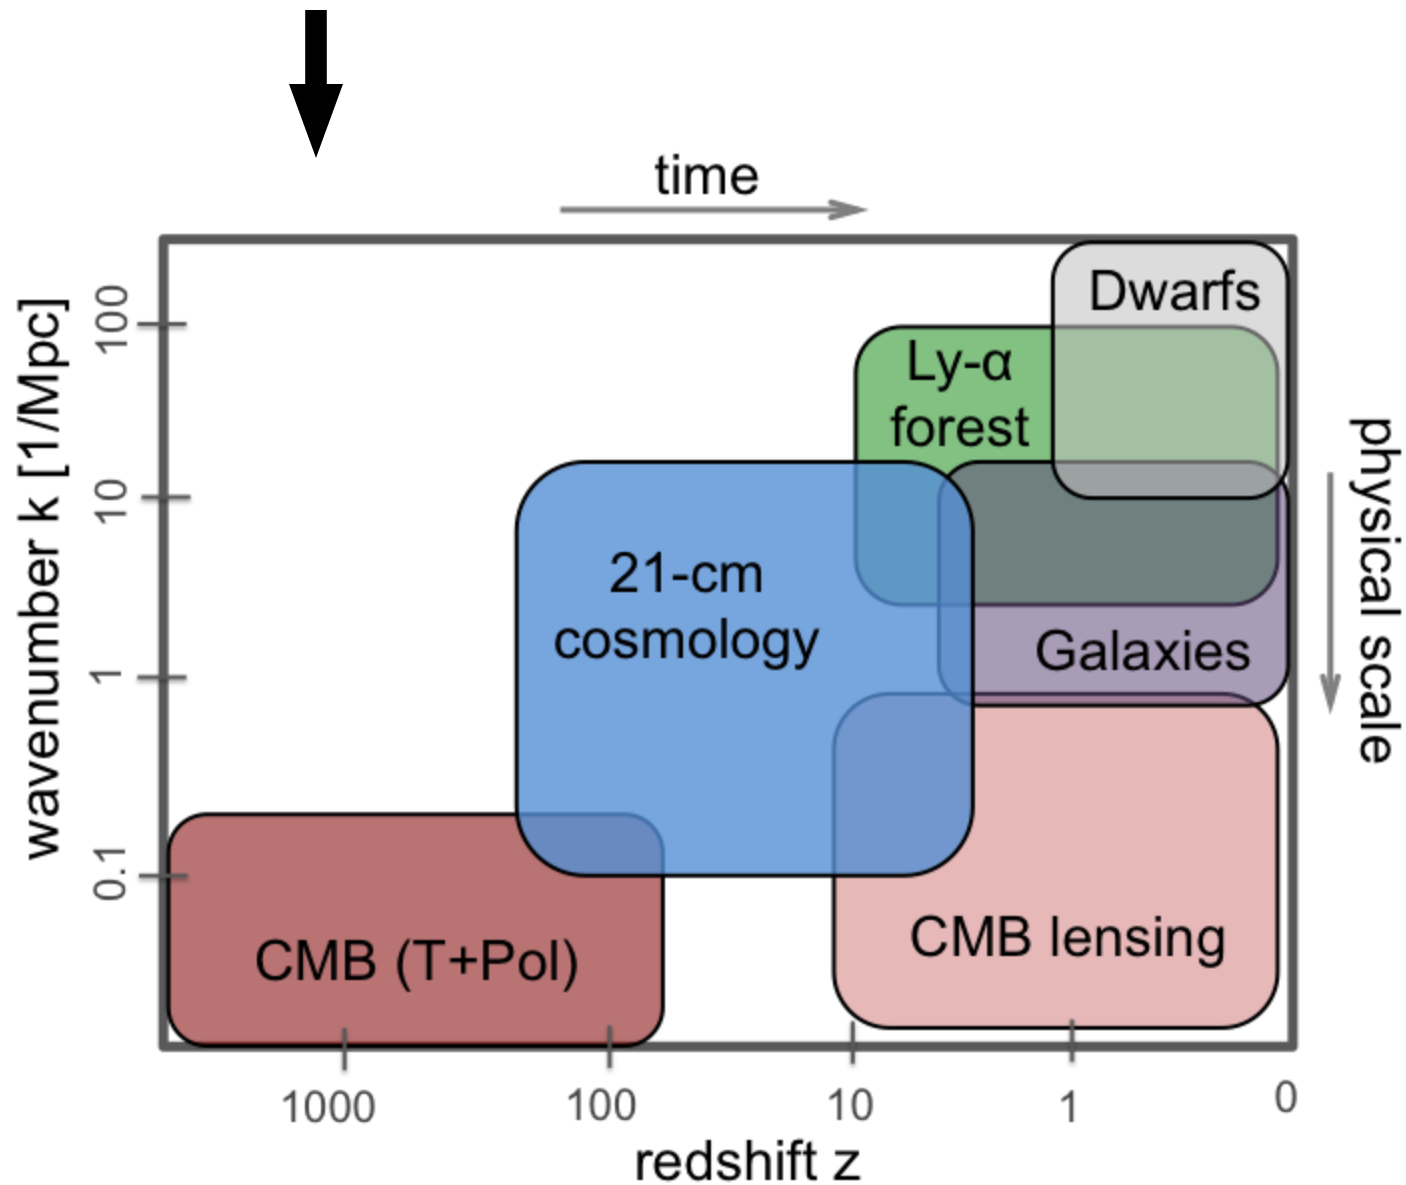 time
wavenumber k [1/Mpc]
100
10
1
0.1
Dwarfs
Ly-α
forest
21-cm
cosmology
Galaxies
CMB (T+Pol)
CMB lensing
physical scale
1000
100
10
1
0
redshift z